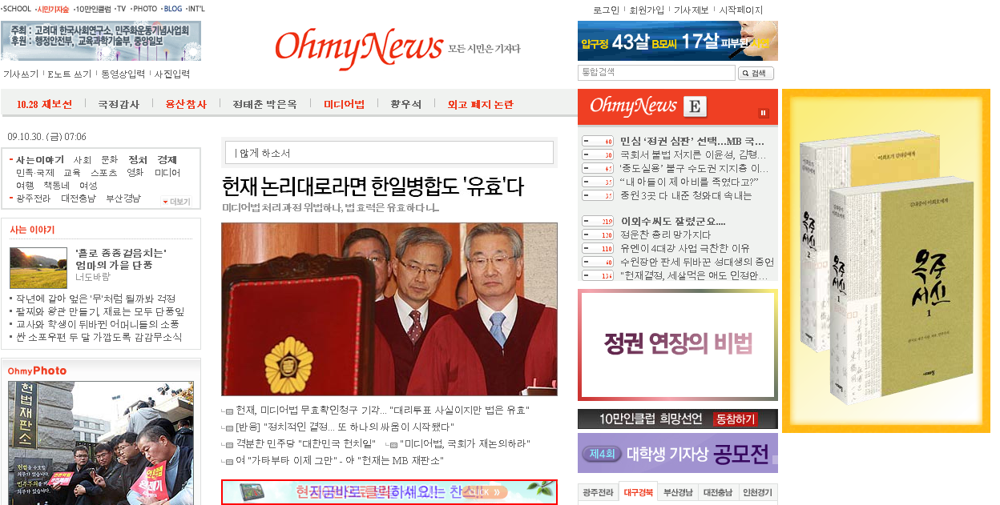 ·SCHOOL ·시민기자숲 ·10만인클럽 ·TV ·PHOTO ·BLOG ·INT'L
로그인 | 회원가입 | 기사제보 | 시작페이지
주최 : 고려대 한국사회연구소, 민주화운동기념사업회
후원 : 행정안전부, 교육과학기술부, 중앙일보
OhmyNews 모든 시민은 기자다
압구정 43살 B모씨 17살 피부된 사연
기사쓰기 | E노트 쓰기 | 동영상입력 | 사진입력
통합검색 검색
10.28 재보선 | 국정감사 | 용산참사 | 정태춘 박은옥 | 미디어법 | 황우석 | 외고 폐지 논란
OhmyNews E
09.10.30. (금) 07:06
사는이야기 사회 문화 정치 경제
민족·국제 교육 스포츠 영화 미디어
여행 책동네 여성
광주전라 대전충남 부산경남
더보기
사는 이야기
'홀로 종종걸음치는'
엄마의 가을 단풍
너도바람
작년에 갈아 엎은 '무'처럼 될까봐 걱정
팔찌와 왕관 만들기, 재료는 모두 단풍잎
교사와 학생이 뒤바뀐 어머니들의 소풍
싼 소포우편 두 달 가깝도록 감감무소식
OhmyPhoto
헌법재판소
않게 하소서
헌재 논리대로라면 한일병합도 '유효'다
미디어법 처리과정 위법하나, 법 효력은 유효하다니...
헌재, 미디어법 무효확인청구 기각... "대리투표 사실이지만 법은 유효"
[반응] "정치적인 결정... 또 하나의 싸움이 시작됐다"
격분한 민주당 "대한민국 헌치일" "미디어법, 국회가 재논의하라"
여 "가타부타 이제 그만" - 야 "헌재는 MB 재판소"
CLICK
40 민심 '정권 심판' 선택...MB 국...
30 국회서 불법 저지른 이윤성, 김형...
45 '중도실용' 불구 수도권 지지층 이...
35 "내 아들이 제 아비를 죽였다고?"
35 중원 3곳 다 내준 청와대 속내는
219 이외수씨도 잘렸군요....
120 정운찬 총리 망가지다
110 유엔이 4대강 사업 극찬한 이유
60 수원장안 판세 뒤바꾼 성대생의 증언
136 "헌재결정, 세살먹은 애도 인정안...
정권 연장의 비법
10만인클럽 희망선언 동참하기
제4회 대학생 기자상 공모전
광주전라 대구경북 부산경남 대전충남 인천경기
이희호가 김대중에게
옥중서신 2
김대중이 이희호에게
옥중서신 1